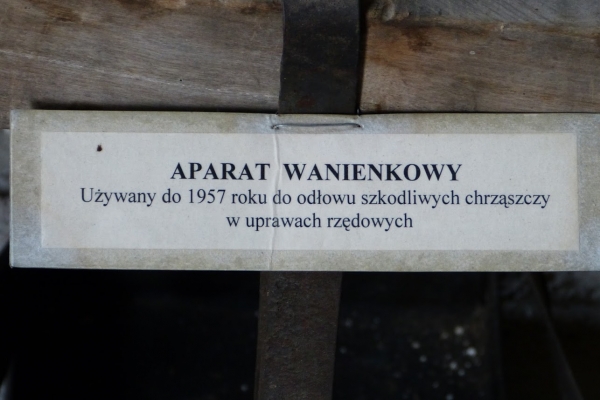 APARAT WANIENKOWY
Używany do 1957 roku do odłowu szkodliwych chrząszczy
w uprawach rzędowych